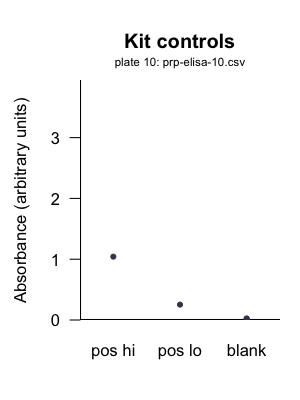 Kit controls
plate 10: prp-elisa-10.csv
Absorbance (arbitrary units)
3
2
1
0
pos hi pos lo blank